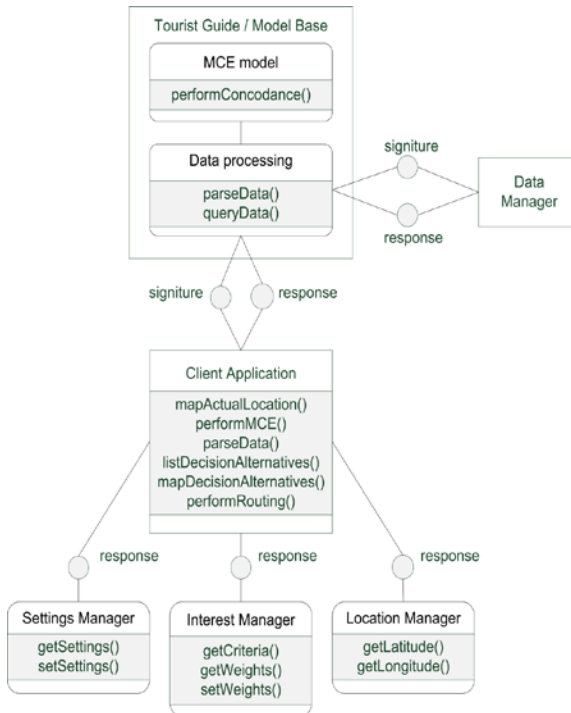 Tourist Guide / Model Base
MCE model
performConcodance()
Data processing
parseData()
queryData()
signiture
response
Data
Manager
signiture
response
Client Application
mapActualLocation()
performMCE()
parseData()
listDecisionAlternatives()
mapDecisionAlternatives()
performRouting()
response
response
response
Settings Manager
getSettings()
setSettings()
Interest Manager
getCriteria()
getWeights()
setWeights()
Location Manager
getLatitude()
getLongitude()